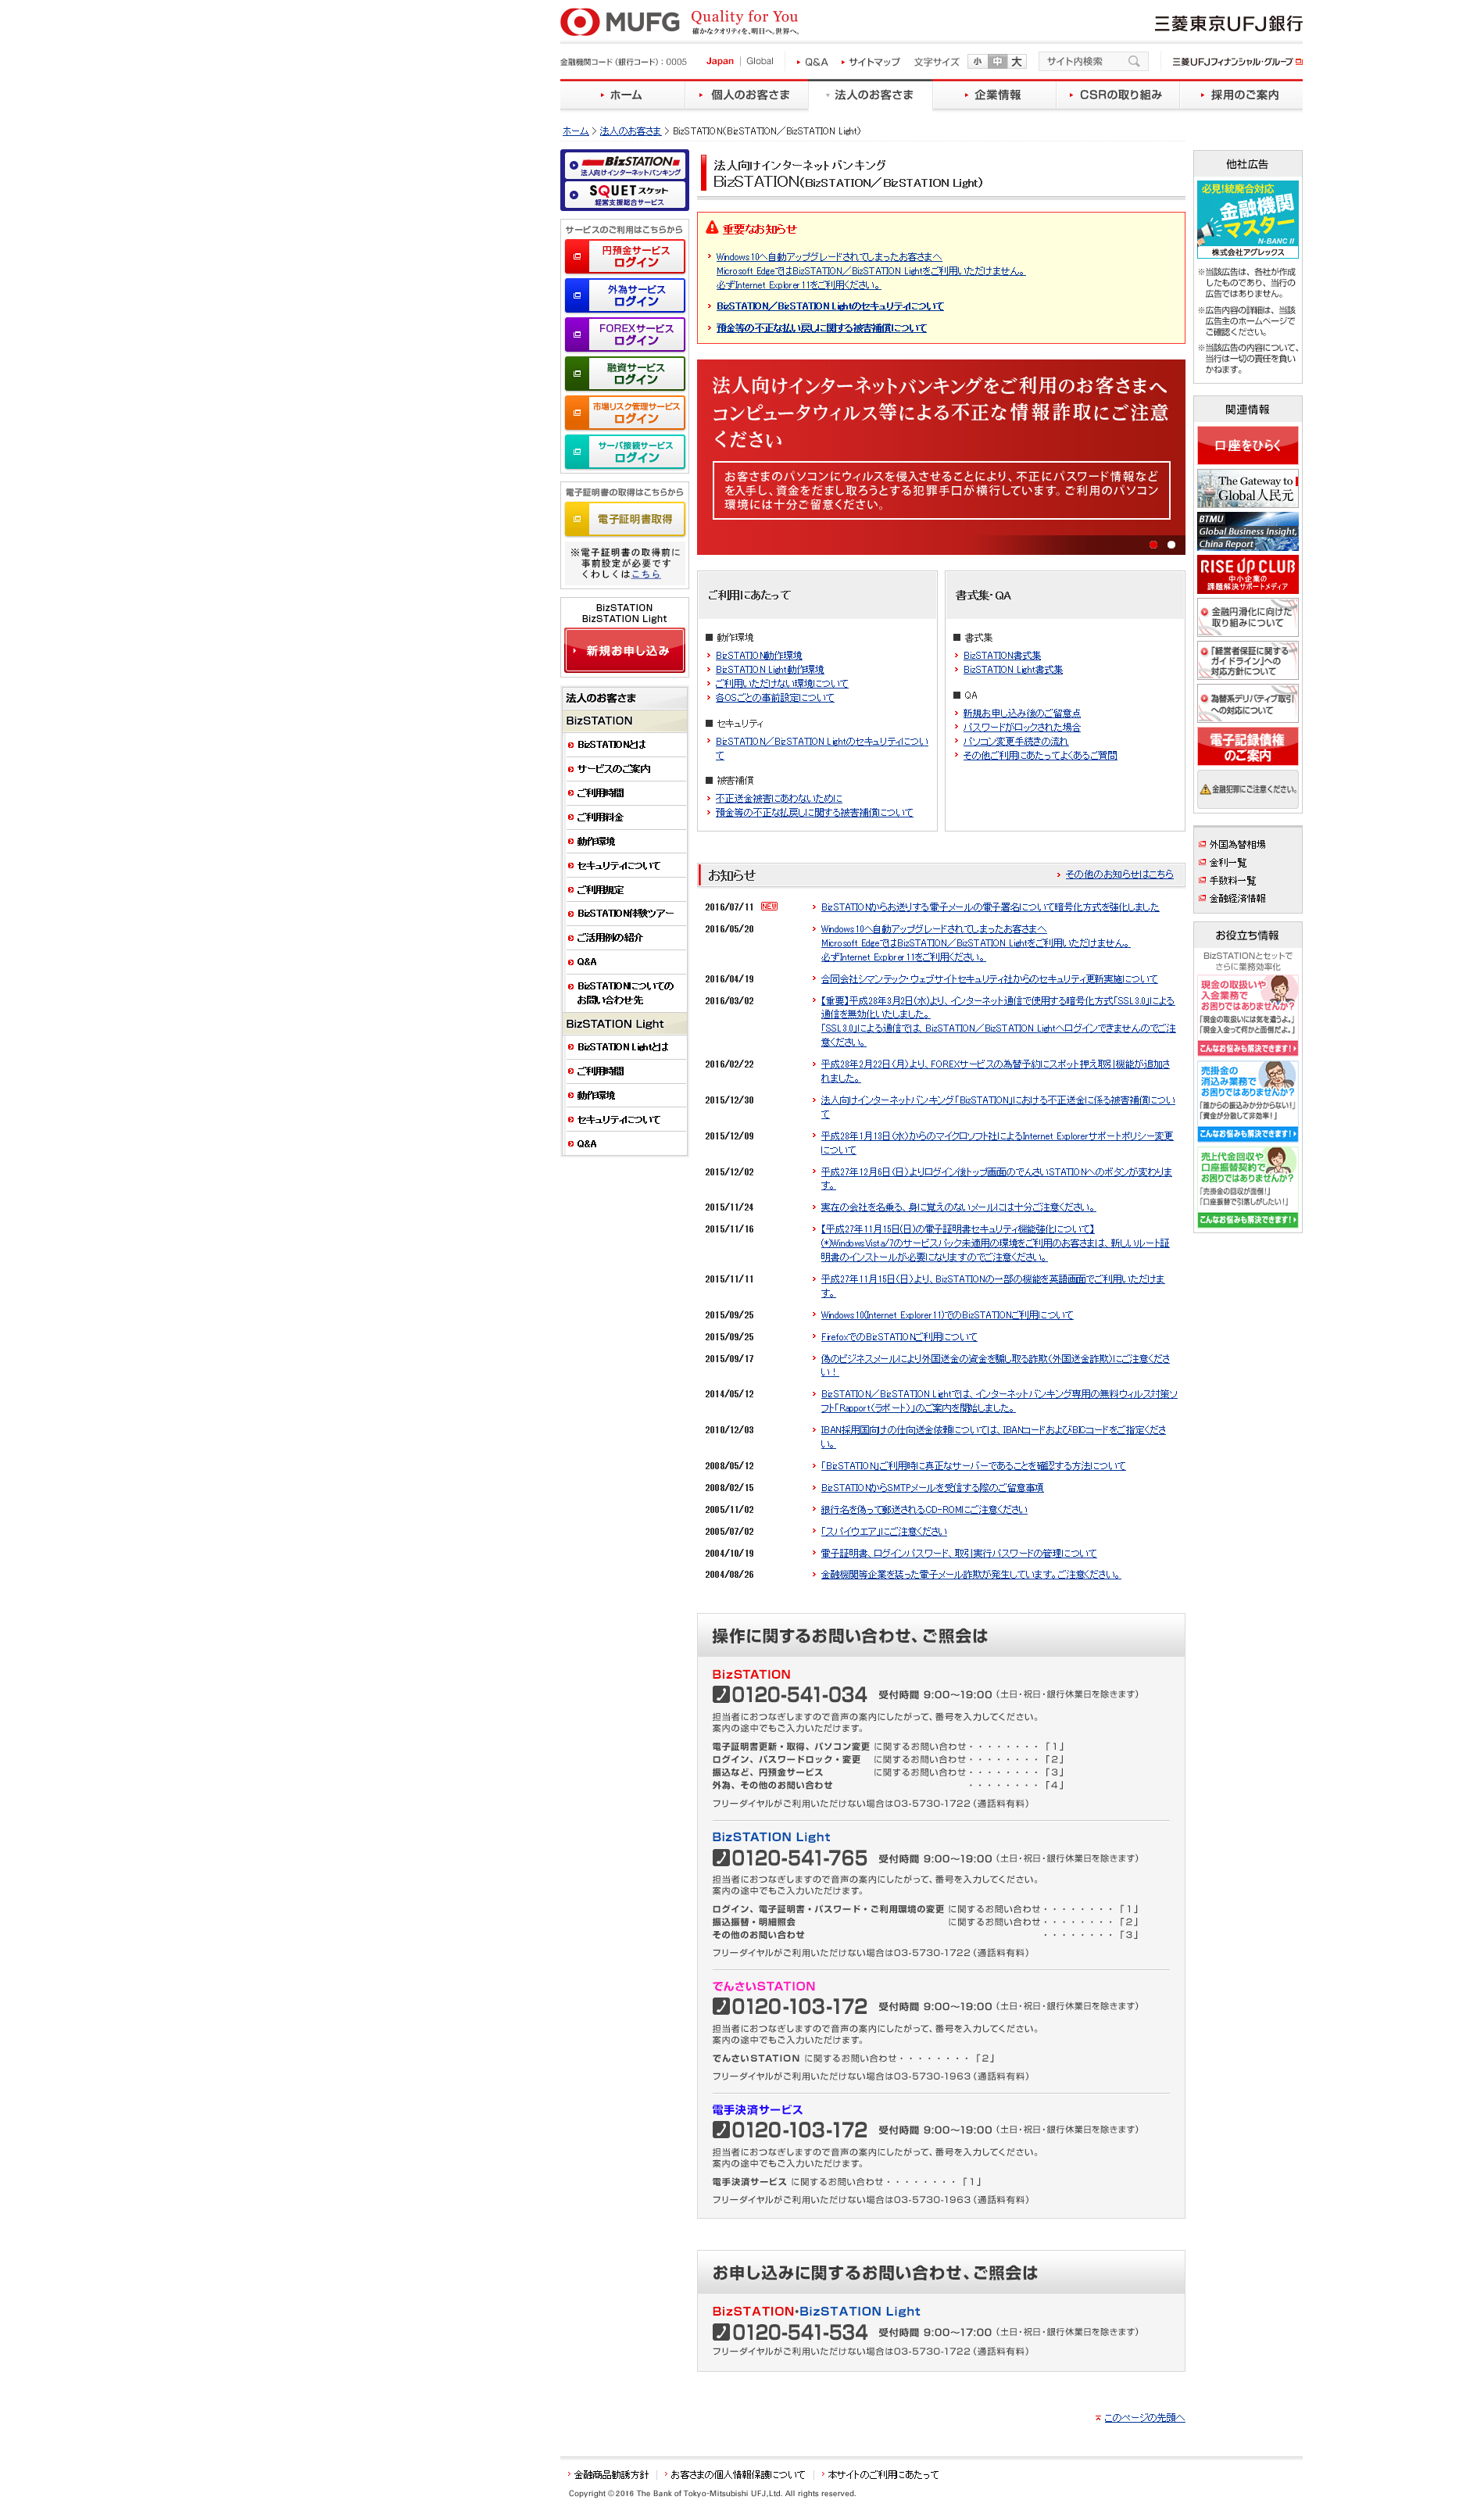 MUFG Quality for You
確かなクオリティを、明日へ。世界へ。
三菱東京UFJ銀行
金融機関コード（銀行コード）：0005
Japan | Global
Q&A
サイトマップ
文字サイズ 小 中 大
サイト内検索
三菱UFJフィナンシャル・グループ
ホーム
個人のお客さま
法人のお客さま
企業情報
CSRの取り組み
採用のご案内
ホーム > 法人のお客さま > BizSTATION（BizSTATION／BizSTATION Light）
BizSTATION
法人向けインターネットバンキング
SQUET スケット
経営支援総合サービス
サービスのご利用はこちらから
円預金サービス
ログイン
外為サービス
ログイン
FOREXサービス
ログイン
融資サービス
ログイン
市場リスク管理サービス
ログイン
サーバ接続サービス
ログイン
電子証明書の取得はこちらから
電子証明書取得
※電子証明書の取得前に
事前設定が必要です
くわしくはこちら
BizSTATION
BizSTATION Light
新規お申し込み
法人のお客さま
BizSTATION
BizSTATIONとは
サービスのご案内
ご利用時間
ご利用料金
動作環境
セキュリティについて
ご利用規定
BizSTATION体験ツアー
ご活用例の紹介
Q&A
BizSTATIONについての
お問い合わせ先
BizSTATION Light
BizSTATION Lightとは
ご利用時間
動作環境
セキュリティについて
Q&A
法人向けインターネットバンキング
BizSTATION（BizSTATION／BizSTATION Light）
重要なお知らせ
Windows10へ自動アップグレードされてしまったお客さまへ
Microsoft EdgeではBizSTATION／BizSTATION Lightをご利用いただけません。
必ずInternet Explorer11をご利用ください。
BizSTATION／BizSTATION Lightのセキュリティについて
預金等の不正な払い戻しに関する被害補償について
法人向けインターネットバンキングをご利用のお客さまへ
コンピュータウィルス等による不正な情報詐取にご注意
ください
お客さまのパソコンにウィルスを侵入させることにより、不正にパスワード情報など
を入手し、資金をだまし取ろうとする犯罪手口が横行しています。ご利用のパソコン
環境には十分ご留意ください。
ご利用にあたって
■ 動作環境
BizSTATION動作環境
BizSTATION Light動作環境
ご利用いただけない環境について
各OSごとの事前設定について
■ セキュリティ
BizSTATION／BizSTATION Lightのセキュリティについ
て
■ 被害補償
不正送金被害にあわないために
預金等の不正な払戻しに関する被害補償について
書式集・QA
■ 書式集
BizSTATION書式集
BizSTATION Light書式集
■ QA
新規お申し込み後のご留意点
パスワードがロックされた場合
パソコン変更手続きの流れ
その他ご利用にあたってよくあるご質問
お知らせ
その他のお知らせはこちら
2016/07/11 NEW BizSTATIONからお送りする電子メールの電子署名について暗号化方式を強化しました
2016/05/20 Windows10へ自動アップグレードされてしまったお客さまへ
Microsoft EdgeではBizSTATION／BizSTATION Lightをご利用いただけません。
必ずInternet Explorer11をご利用ください。
2016/04/19 合同会社シマンテック・ウェブサイトセキュリティ社からのセキュリティ更新実施について
2016/03/02 【重要】平成28年3月2日（水）より、インターネット通信で使用する暗号化方式「SSL3.0」による
通信を無効化いたしました。
「SSL3.0」による通信では、BizSTATION／BizSTATION Lightへログインできませんのでご注
意ください。
2016/02/22 平成28年2月22日（月）より、FOREXサービスの為替予約にスポット押え取引機能が追加さ
れました。
2015/12/30 法人向けインターネットバンキング「BizSTATION」における不正送金に係る被害補償につい
て
2015/12/09 平成28年1月13日（水）からのマイクロソフト社によるInternet Explorerサポートポリシー変更
について
2015/12/02 平成27年12月6日（日）よりログイン後トップ画面のでんさいSTATIONへのボタンが変わりま
す。
2015/11/24 実在の会社を名乗る、身に覚えのないメールには十分ご注意ください。
2015/11/16 【平成27年11月15日(日)の電子証明書セキュリティ機能強化について】
(*)WindowsVista/7のサービスパック未適用の環境をご利用のお客さまは、新しいルート証
明書のインストールが必要になりますのでご注意ください。
2015/11/11 平成27年11月15日（日）より、BizSTATIONの一部の機能を英語画面でご利用いただけま
す。
2015/09/25 Windows10(Internet Explorer11)でのBizSTATIONご利用について
2015/09/25 FirefoxでのBizSTATIONご利用について
2015/09/17 偽のビジネスメールにより外国送金の資金を騙し取る詐欺（外国送金詐欺）にご注意くださ
い！
2014/05/12 BizSTATION／BizSTATION Lightでは、インターネットバンキング専用の無料ウィルス対策ソ
フト「Rapport（ラポート）」のご案内を開始しました。
2010/12/03 IBAN採用国向けの仕向送金依頼については、IBANコードおよびBICコードをご指定くださ
い。
2008/05/12 「BizSTATION」ご利用時に真正なサーバーであることを確認する方法について
2008/02/15 BizSTATIONからSMTPメールを受信する際のご留意事項
2005/11/02 銀行名を偽って郵送されるCD-ROMにご注意ください
2005/07/02 「スパイウエア」にご注意ください
2004/10/19 電子証明書、ログインパスワード、取引実行パスワードの管理について
2004/08/26 金融機関等企業を装った電子メール詐欺が発生しています。ご注意ください。
操作に関するお問い合わせ、ご照会は
BizSTATION
0120-541-034 受付時間 9:00〜19:00（土日・祝日・銀行休業日を除きます）
担当者におつなぎしますので音声の案内にしたがって、番号を入力してください。
案内の途中でもご入力いただけます。
電子証明書更新・取得、パソコン変更 に関するお問い合わせ・・・・・・・・「1」
ログイン、パスワードロック・変更 に関するお問い合わせ・・・・・・・・「2」
振込など、円預金サービス に関するお問い合わせ・・・・・・・・「3」
外為、その他のお問い合わせ ・・・・・・・・「4」
フリーダイヤルがご利用いただけない場合は03-5730-1722（通話料有料）
BizSTATION Light
0120-541-765 受付時間 9:00〜19:00（土日・祝日・銀行休業日を除きます）
担当者におつなぎしますので音声の案内にしたがって、番号を入力してください。
案内の途中でもご入力いただけます。
ログイン、電子証明書・パスワード・ご利用環境の変更 に関するお問い合わせ・・・・・・・・「1」
振込振替・明細照会 に関するお問い合わせ・・・・・・・・「2」
その他のお問い合わせ ・・・・・・・・「3」
フリーダイヤルがご利用いただけない場合は03-5730-1722（通話料有料）
でんさいSTATION
0120-103-172 受付時間 9:00〜19:00（土日・祝日・銀行休業日を除きます）
担当者におつなぎしますので音声の案内にしたがって、番号を入力してください。
案内の途中でもご入力いただけます。
でんさいSTATION に関するお問い合わせ・・・・・・・・「2」
フリーダイヤルがご利用いただけない場合は03-5730-1963（通話料有料）
電手決済サービス
0120-103-172 受付時間 9:00〜19:00（土日・祝日・銀行休業日を除きます）
担当者におつなぎしますので音声の案内にしたがって、番号を入力してください。
案内の途中でもご入力いただけます。
電手決済サービス に関するお問い合わせ・・・・・・・・「1」
フリーダイヤルがご利用いただけない場合は03-5730-1963（通話料有料）
お申し込みに関するお問い合わせ、ご照会は
BizSTATION・BizSTATION Light
0120-541-534 受付時間 9:00〜17:00（土日・祝日・銀行休業日を除きます）
フリーダイヤルがご利用いただけない場合は03-5730-1722（通話料有料）
このページの先頭へ
他社広告
必見!統廃合対応
金融機関
マスター
N-BANC II
株式会社アグレックス
※当該広告は、各社が作成
したものであり、当行の
広告ではありません。
※広告内容の詳細は、当該
広告主のホームページで
ご確認ください。
※当該広告の内容について、
当行は一切の責任を負い
かねます。
関連情報
口座をひらく
The Gateway to
Global人民元
BTMU
Global Business Insight,
China Report
RISE UP CLUB
中小企業の
課題解決サポートメディア
金融円滑化に向けた
取り組みについて
「経営者保証に関する
ガイドライン」への
対応方針について
為替系デリバティブ取引
への対応について
電子記録債権
のご案内
金融犯罪にご注意ください。
外国為替相場
金利一覧
手数料一覧
金融経済情報
お役立ち情報
BizSTATIONとセットで
さらに業務効率化
現金の取扱いや
入金業務で
お困りではありませんか?
「現金の取扱いには気を遣うよ。」
「現金入金って何かと面倒だよ。」
こんなお悩みも解決できます!
売掛金の
消込み業務で
お困りではありませんか?
「誰からの振込みか分からない!」
「資金が分散して非効率!」
こんなお悩みも解決できます!
売上代金回収や
口座振替契約で
お困りではありませんか?
「売掛金の回収が面倒!」
「口座振替で引落しがしたい!」
こんなお悩みも解決できます!
金融商品勧誘方針
お客さまの個人情報保護について
本サイトのご利用にあたって
Copyright ©2016 The Bank of Tokyo-Mitsubishi UFJ,Ltd. All rights reserved.